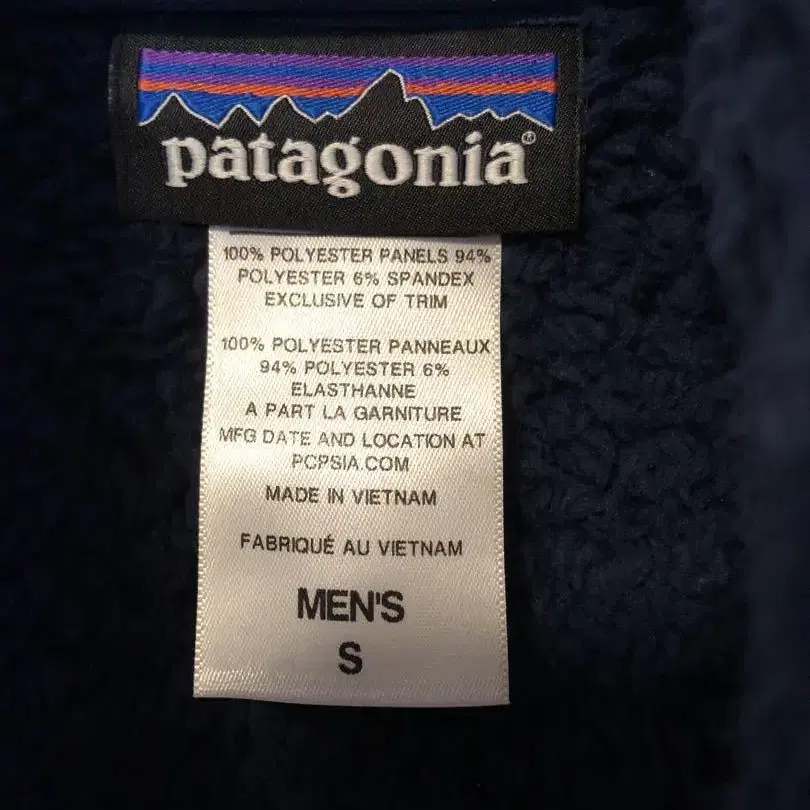 patagonia®
100% POLYESTER PANELS 94%
POLYESTER 6% SPANDEX
EXCLUSIVE OF TRIM
100% POLYESTER PANNEAUX
94% POLYESTER 6%
ELASTHANNE
A PART LA GARNITURE
MFG DATE AND LOCATION AT
PCPSIA.COM
MADE IN VIETNAM
FABRIQUÉ AU VIETNAM
MEN'S
S